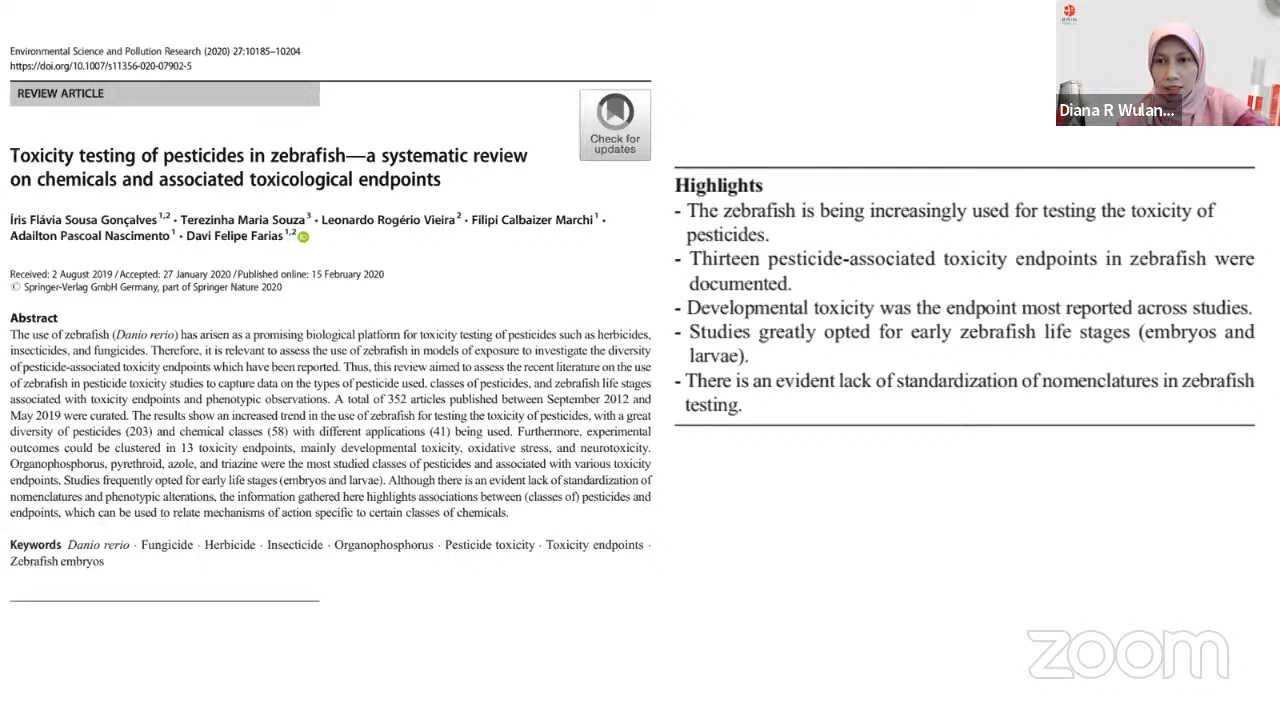 Environmental Science and Pollution Research (2020) 27:10185–10204
https://doi.org/10.1007/s11356-020-07902-5
REVIEW ARTICLE
Check for
updates
Toxicity testing of pesticides in zebrafish—a systematic review
on chemicals and associated toxicological endpoints
Íris Flávia Sousa Gonçalves 1,2 · Terezinha Maria Souza 3 · Leonardo Rogério Vieira 2 · Filipi Calbaizer Marchi 1 ·
Adailton Pascoal Nascimento 1 · Davi Felipe Farias 1,2
Received: 2 August 2019 / Accepted: 27 January 2020 / Published online: 15 February 2020
© Springer-Verlag GmbH Germany, part of Springer Nature 2020
Abstract
The use of zebrafish (Danio rerio) has arisen as a promising biological platform for toxicity testing of pesticides such as herbicides,
insecticides, and fungicides. Therefore, it is relevant to assess the use of zebrafish in models of exposure to investigate the diversity
of pesticide-associated toxicity endpoints which have been reported. Thus, this review aimed to assess the recent literature on the use
of zebrafish in pesticide toxicity studies to capture data on the types of pesticide used, classes of pesticides, and zebrafish life stages
associated with toxicity endpoints and phenotypic observations. A total of 352 articles published between September 2012 and
May 2019 were curated. The results show an increased trend in the use of zebrafish for testing the toxicity of pesticides, with a great
diversity of pesticides (203) and chemical classes (58) with different applications (41) being used. Furthermore, experimental
outcomes could be clustered in 13 toxicity endpoints, mainly developmental toxicity, oxidative stress, and neurotoxicity.
Organophosphorus, pyrethroid, azole, and triazine were the most studied classes of pesticides and associated with various toxicity
endpoints. Studies frequently opted for early life stages (embryos and larvae). Although there is an evident lack of standardization of
nomenclatures and phenotypic alterations, the information gathered here highlights associations between (classes of) pesticides and
endpoints, which can be used to relate mechanisms of action specific to certain classes of chemicals.
Keywords Danio rerio · Fungicide · Herbicide · Insecticide · Organophosphorus · Pesticide toxicity · Toxicity endpoints ·
Zebrafish embryos
Diana R Wulan...
Highlights
- The zebrafish is being increasingly used for testing the toxicity of
pesticides.
- Thirteen pesticide-associated toxicity endpoints in zebrafish were
documented.
- Developmental toxicity was the endpoint most reported across studies.
- Studies greatly opted for early zebrafish life stages (embryos and
larvae).
- There is an evident lack of standardization of nomenclatures in zebrafish
testing.
zoom